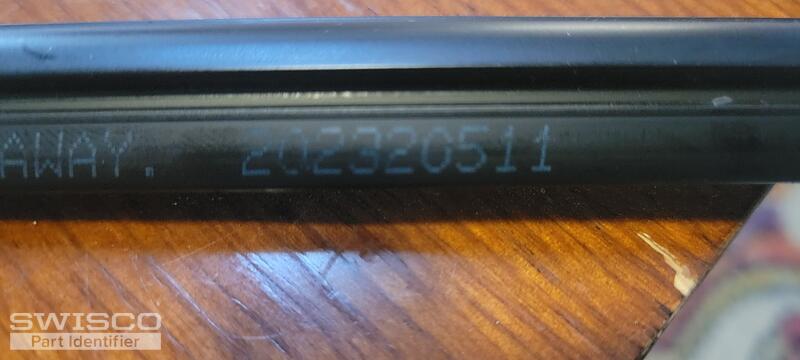 AWAY. 202320511
SWISCO
Part Identifier